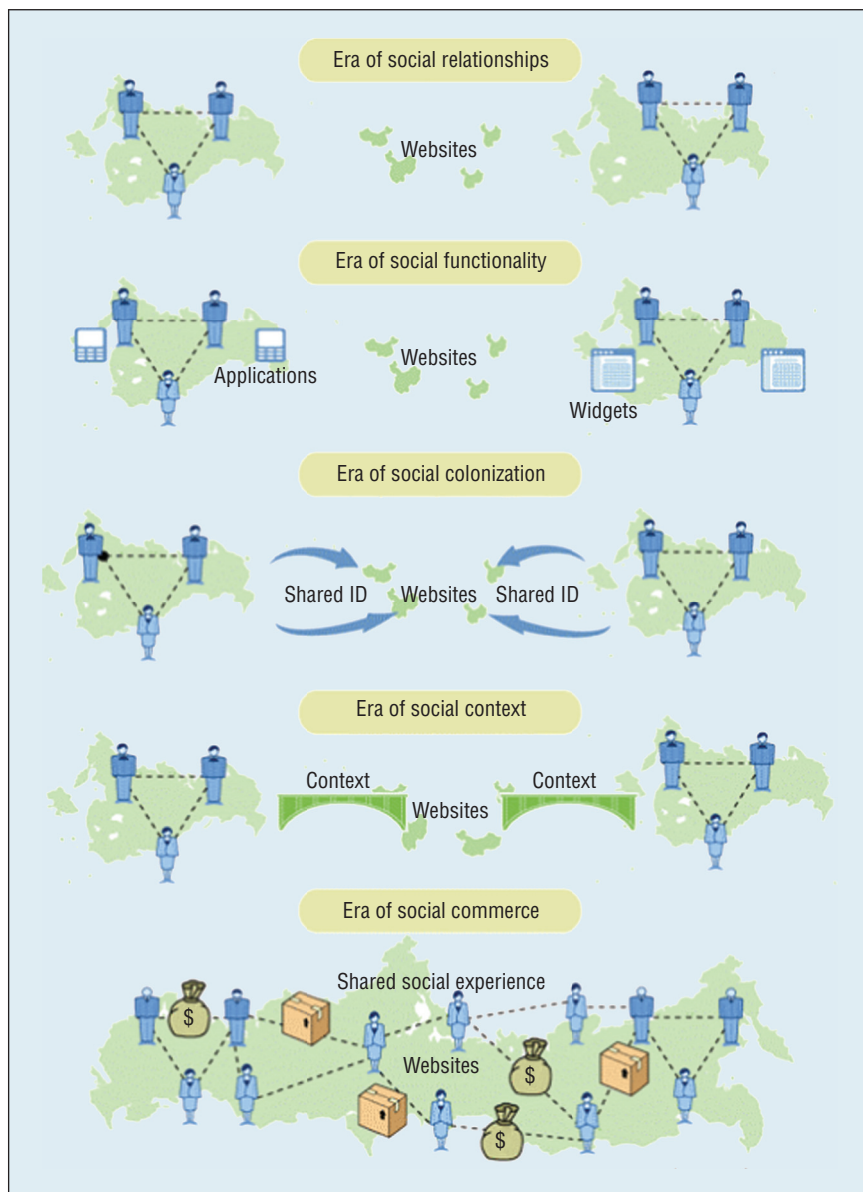 Era of social relationships
Websites
Era of social functionality
Websites
Applications
Widgets
Era of social colonization
Shared ID
Websites
Shared ID
Era of social context
Context
Context
Websites
Era of social commerce
Shared social experience
$
Websites
$
$